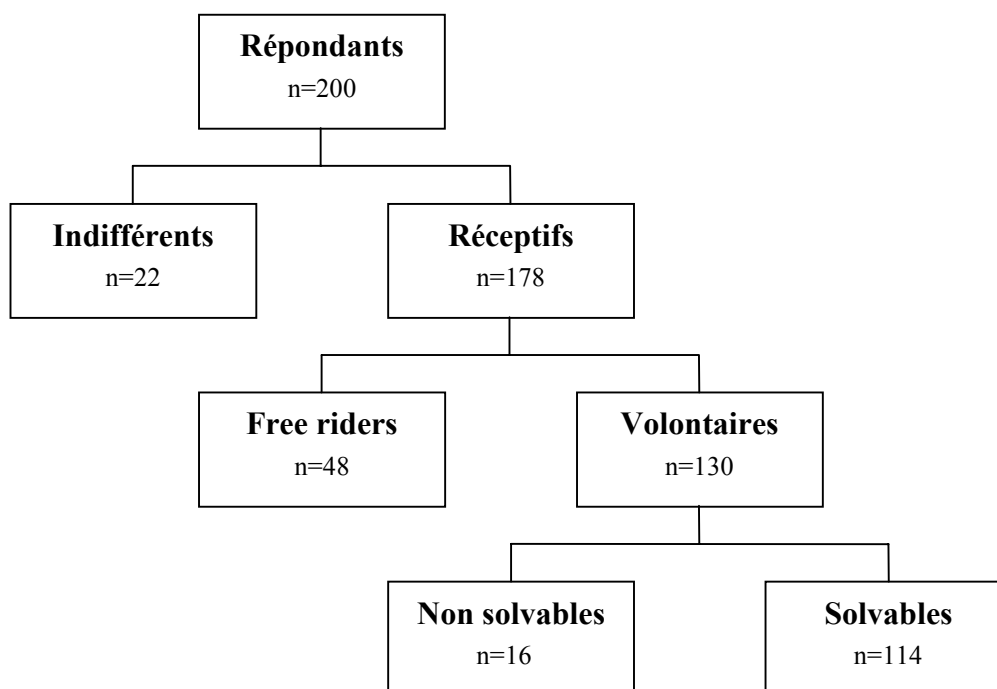 Répondants
n=200
Indifférents
n=22
Réceptifs
n=178
Free riders
n=48
Volontaires
n=130
Non solvables
n=16
Solvables
n=114